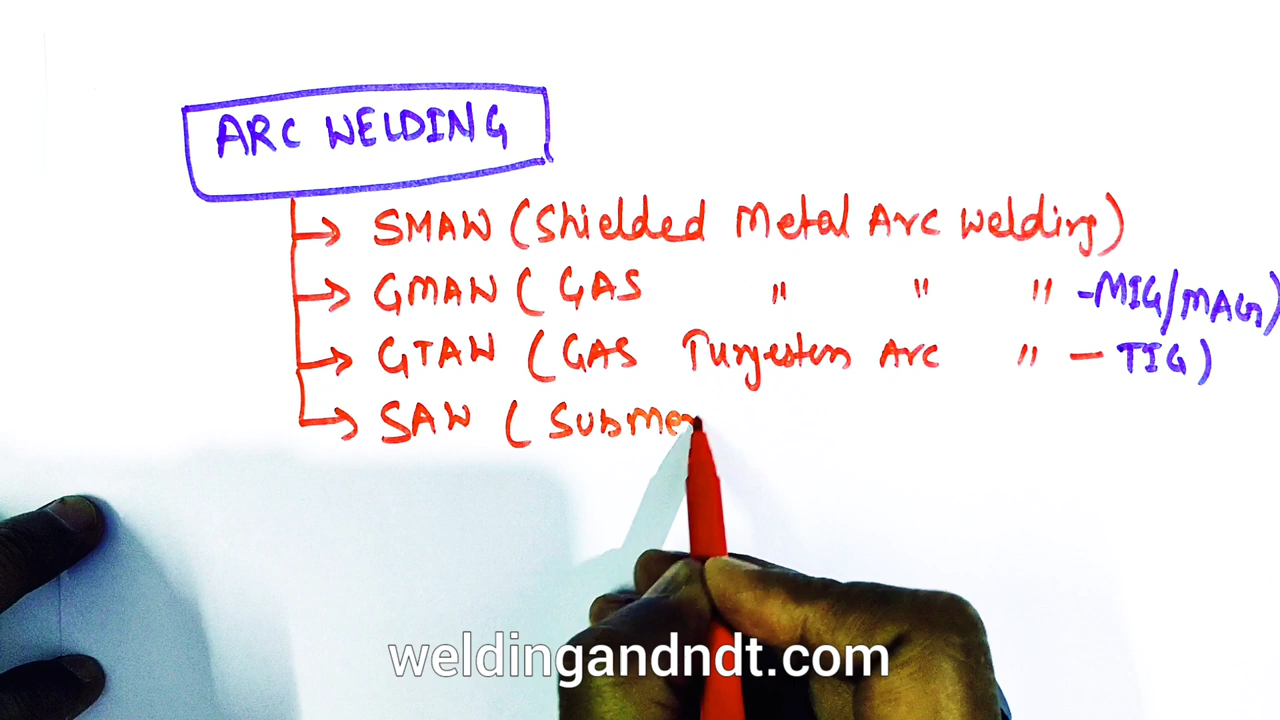 ARC WELDING
SMAW (Shielded Metal Arc Welding)
GMAW (GAS " " " -MIG/MAG)
GTAW (GAS Tungesten Arc " - TIG)
SAW (Submer
weldingandndt.com